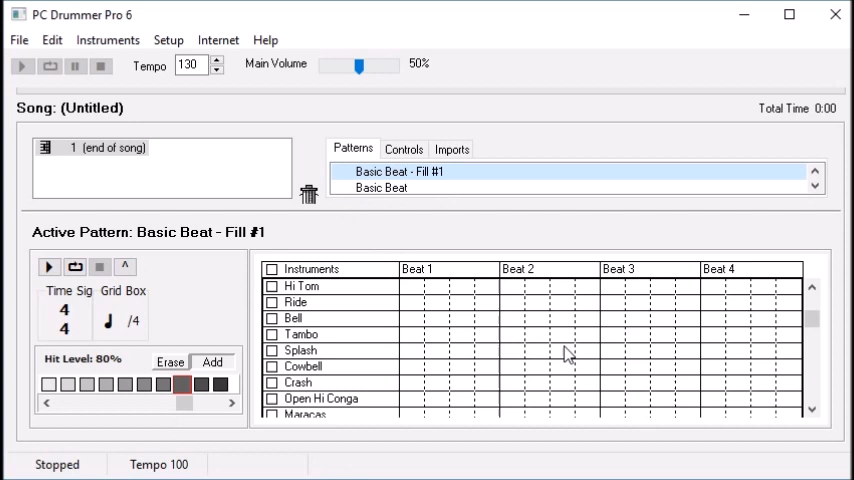 PC Drummer Pro 6
File Edit Instruments Setup Internet Help
Tempo 130 Main Volume 50%
Song: (Untitled) Total Time 0:00
1 (end of song)
Patterns Controls Imports
Basic Beat - Fill #1
Basic Beat
Active Pattern: Basic Beat - Fill #1
Instruments Beat 1 Beat 2 Beat 3 Beat 4
Time Sig Grid Box
4
4
/4
Hit Level: 80% Erase Add
Hi Tom
Ride
Bell
Tambo
Splash
Cowbell
Crash
Open Hi Conga
Maracas
Stopped Tempo 100